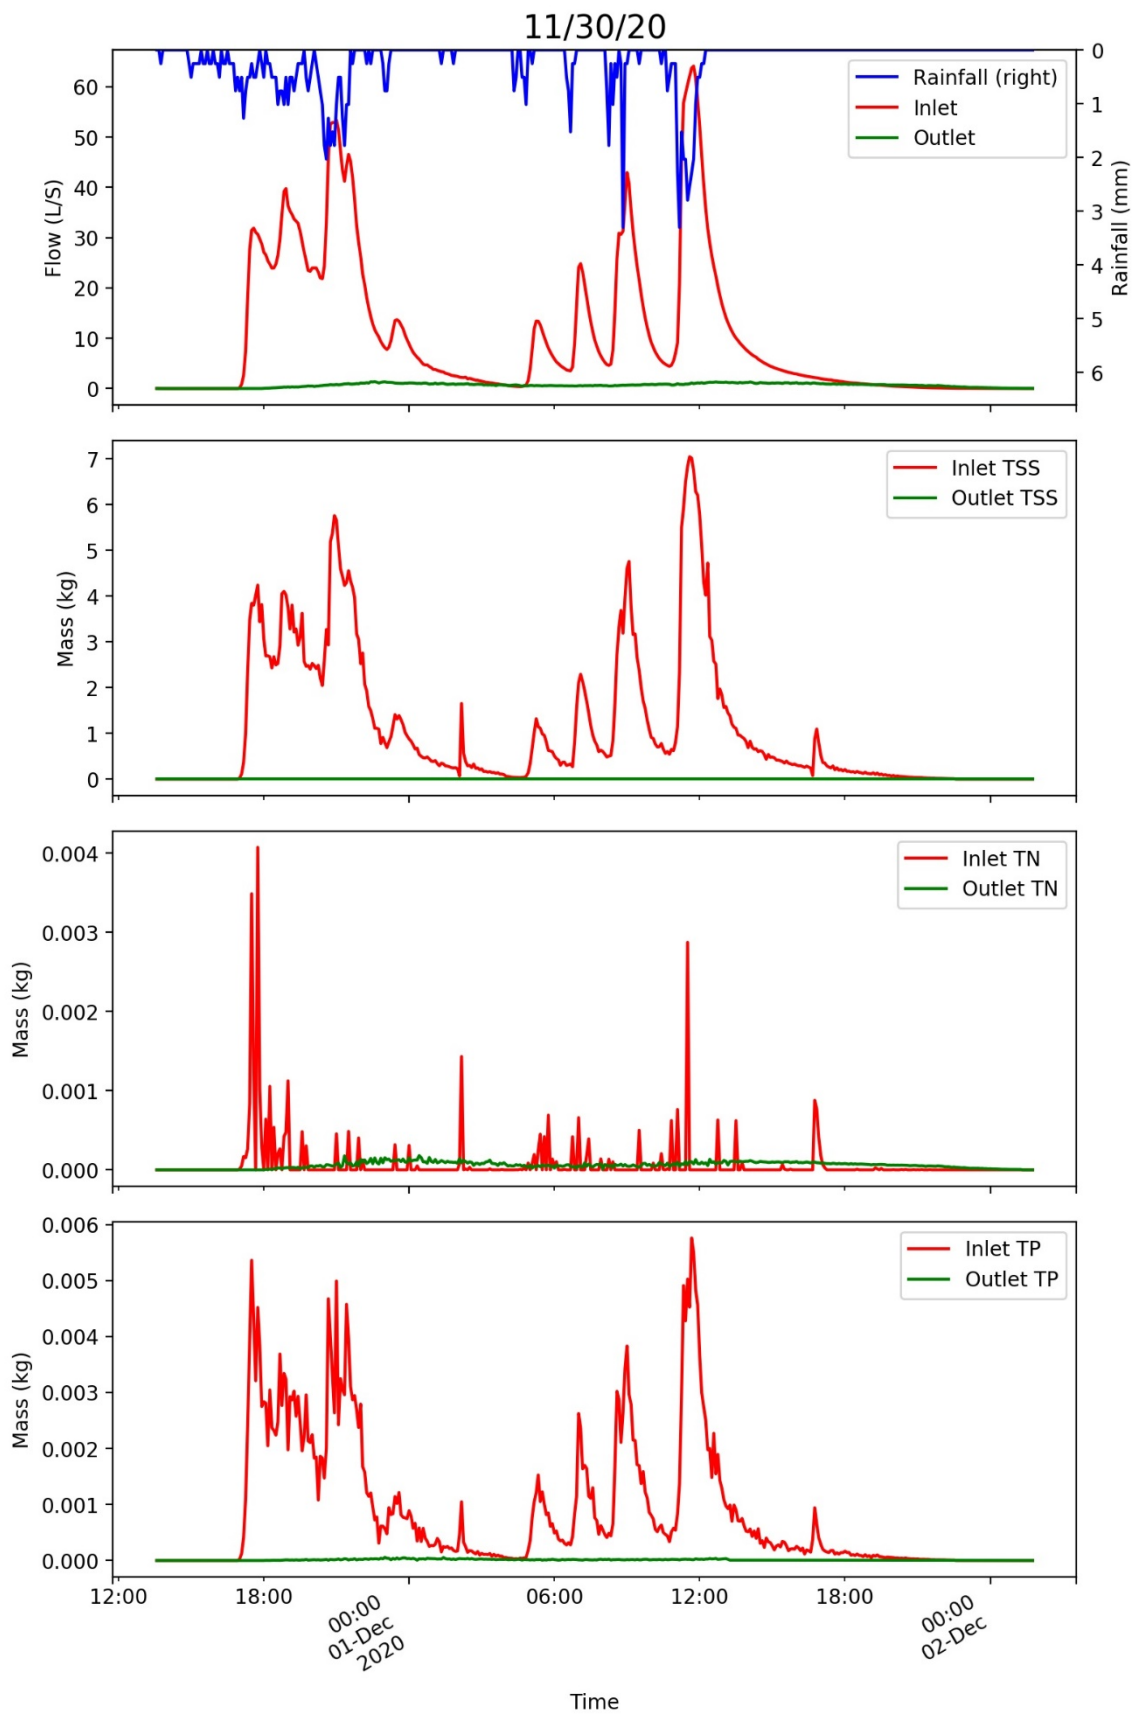 11/30/20
60
50
40
30
20
10
0
Flow (L/S)
0
1
2
3
4
5
6
Rainfall (mm)
Rainfall (right)
Inlet
Outlet
7
6
5
4
3
2
1
0
Mass (kg)
Inlet TSS
Outlet TSS
0.004
0.003
0.002
0.001
0.000
Mass (kg)
Inlet TN
Outlet TN
0.006
0.005
0.004
0.003
0.002
0.001
0.000
Mass (kg)
Inlet TP
Outlet TP
12:00
18:00
00:00
01-Dec
2020
06:00
12:00
18:00
00:00
02-Dec
Time